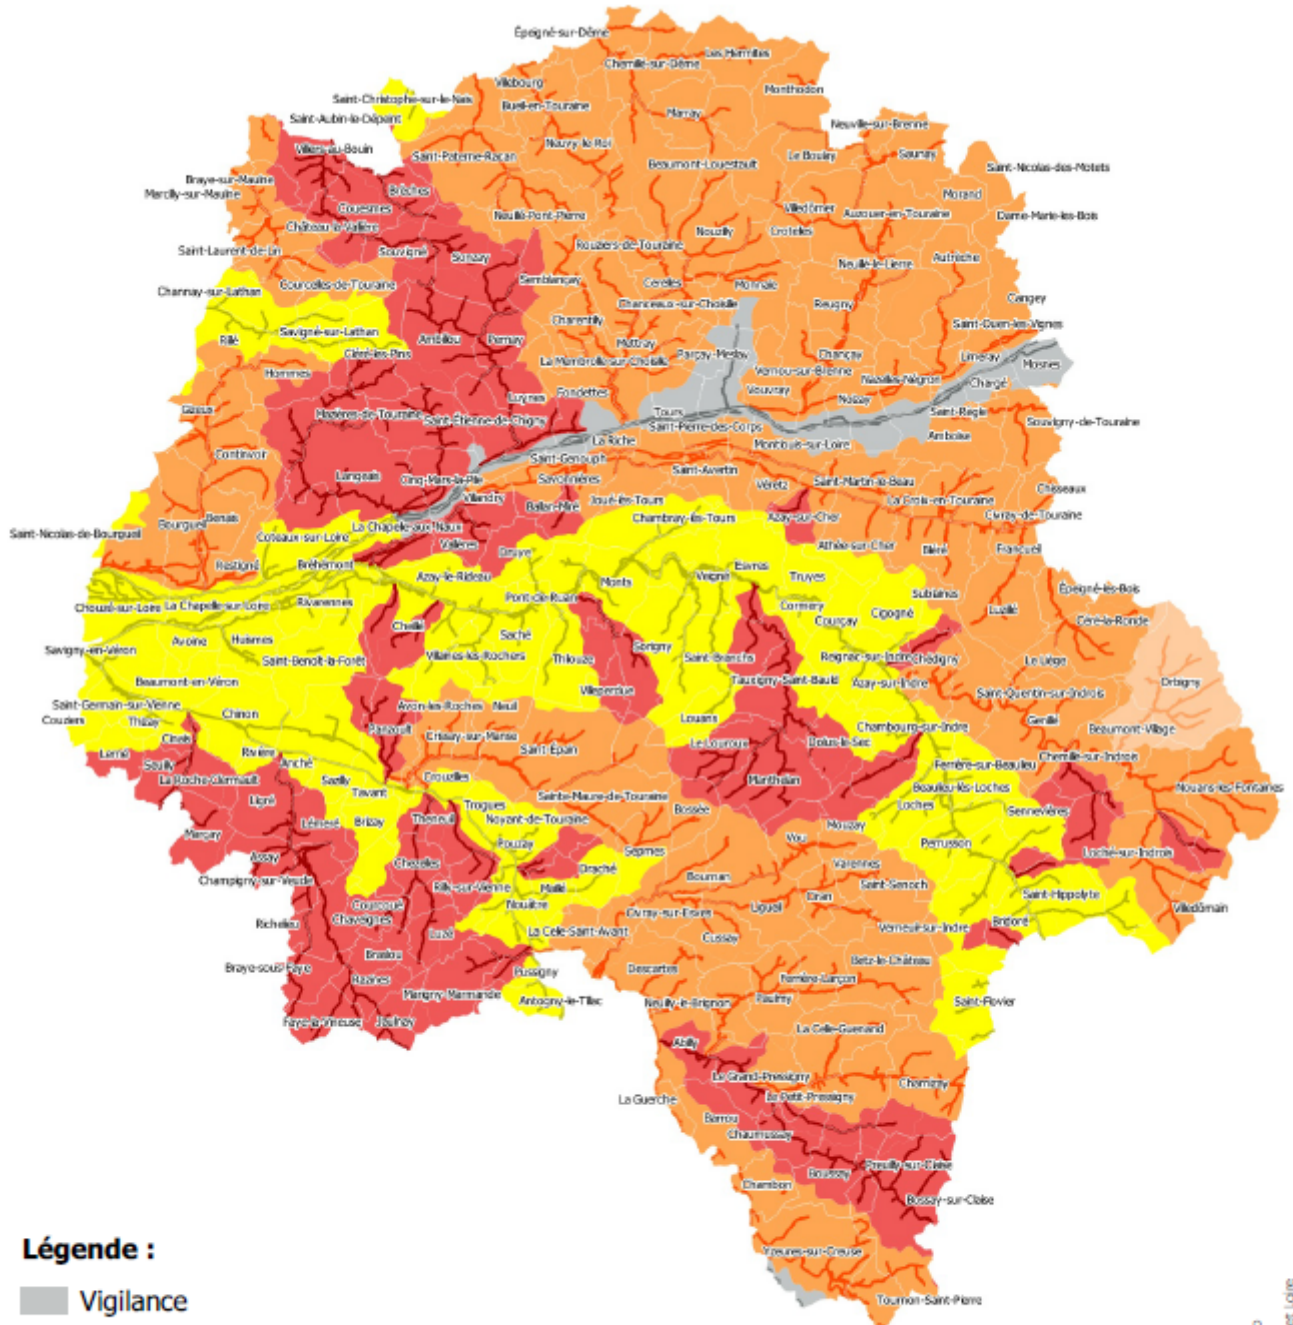 Épeigné-sur-Dême
Les Hermites
Chemillé-sur-Dême
Villebourg
Monthodon
Saint-Christophe-sur-le-Nais
Bueil-en-Touraine
Marray
Saint-Aubin-le-Dépeint
Neuville-sur-Brenne
Villiers-au-Bouin
Neuvy-le-Roi
Saint-Paterne-Racan
Le Boulay
Saunay
Beaumont-Louestault
Saint-Nicolas-des-Motets
Braye-sur-Maulne
Marcilly-sur-Maulne
Brèches
Morand
Couesmes
Villedômer
Auzouer-en-Touraine
Neuillé-Pont-Pierre
Dame-Marie-les-Bois
Château-la-Vallière
Nouzilly
Crotelles
Saint-Laurent-de-Lin
Souvigné
Sonzay
Rouziers-de-Touraine
Neuillé-le-Lierre
Autrèche
Courcelles-de-Touraine
Semblançay
Cerelles
Monnaie
Channay-sur-Lathan
Chanceaux-sur-Choisille
Reugny
Cangey
Charentilly
Saint-Ouen-les-Vignes
Savigné-sur-Lathan
Rillé
Ambillou
Pernay
Mettray
Cléré-les-Pins
La Membrolle-sur-Choisille
Parçay-Meslay
Chançay
Limeray
Mosnes
Hommes
Vernou-sur-Brenne
Nazelles-Négron
Chargé
Fondettes
Vouvray
Luynes
Noizay
Gizeux
Mazières-de-Touraine
Saint-Étienne-de-Chigny
Tours
Saint-Règle
Saint-Pierre-des-Corps
Souvigny-de-Touraine
La Riche
Montlouis-sur-Loire
Amboise
Continvoir
Saint-Genouph
Langeais
Cinq-Mars-la-Pile
Savonnières
Saint-Avertin
Véretz
Saint-Martin-le-Beau
Chisseaux
Villandry
Joué-lès-Tours
La Croix-en-Touraine
Ballan-Miré
Azay-sur-Cher
Civray-de-Touraine
Benais
Bourgueil
Chambray-lès-Tours
Saint-Nicolas-de-Bourgueil
La Chapelle-aux-Naux
Coteaux-sur-Loire
Vallères
Athée-sur-Cher
Bléré
Francueil
Restigné
Bréhémont
Druye
Esvres
Azay-le-Rideau
Monts
Veigné
Truyes
Épeigné-les-Bois
Chouzé-sur-Loire
La Chapelle-sur-Loire
Rivarennes
Pont-de-Ruan
Cormery
Sublaines
Cigogné
Luzillé
Courçay
Céré-la-Ronde
Cheillé
Avoine
Huismes
Saché
Sorigny
Savigny-en-Véron
Saint-Benoît-la-Forêt
Villaines-les-Rochers
Thilouze
Saint-Branchs
Reignac-sur-Indre
Chédigny
Le Liège
Beaumont-en-Véron
Villeperdue
Tauxigny-Saint-Bauld
Azay-sur-Indre
Orbigny
Saint-Quentin-sur-Indrois
Saint-Germain-sur-Vienne
Avon-les-Roches
Neuil
Couziers
Thizay
Chinon
Louans
Genillé
Beaumont-Village
Panzoult
Chambourg-sur-Indre
Cinais
Crissay-sur-Manse
Saint-Épain
Le Louroux
Dolus-le-Sec
Lerné
Rivière
Chemillé-sur-Indrois
Seuilly
Anché
Ferrière-sur-Beaulieu
La Roche-Clermault
Sazilly
Crouzilles
Manthelan
Nouans-les-Fontaines
Tavant
Beaulieu-lès-Loches
Ligré
Trogues
Sainte-Maure-de-Touraine
Loches
Bossée
Sennevières
Theneuil
Noyant-de-Touraine
Lémeré
Brizay
Mouzay
Marçay
Vou
Pouzay
Perrusson
Sepmes
Assay
Chezelles
Draché
Varennes
Loché-sur-Indrois
Champigny-sur-Veude
Rilly-sur-Vienne
Maillé
Bournan
Saint-Senoch
Saint-Hippolyte
Courcoué
Nouâtre
Ligueil
Ciran
Villedômain
Richelieu
Chaveignes
Civray-sur-Esves
Verneuil-sur-Indre
Bridoré
Luzé
La Celle-Saint-Avant
Cussay
Braslou
Betz-le-Château
Braye-sous-Faye
Descartes
Pussigny
Razines
Ferrière-Larçon
Marigny-Marmande
Antogny-le-Tillac
Neuilly-le-Brignon
Paulmy
Saint-Flovier
Faye-la-Vineuse
Jaulnay
La Celle-Guenand
Abilly
Le Grand-Pressigny
Charnizay
La Guerche
Le Petit-Pressigny
Barrou
Chaumussay
Preuilly-sur-Claise
Boussay
Chambon
Bossay-sur-Claise
Yzeures-sur-Creuse
Légende :
Tournon-Saint-Pierre
Vigilance